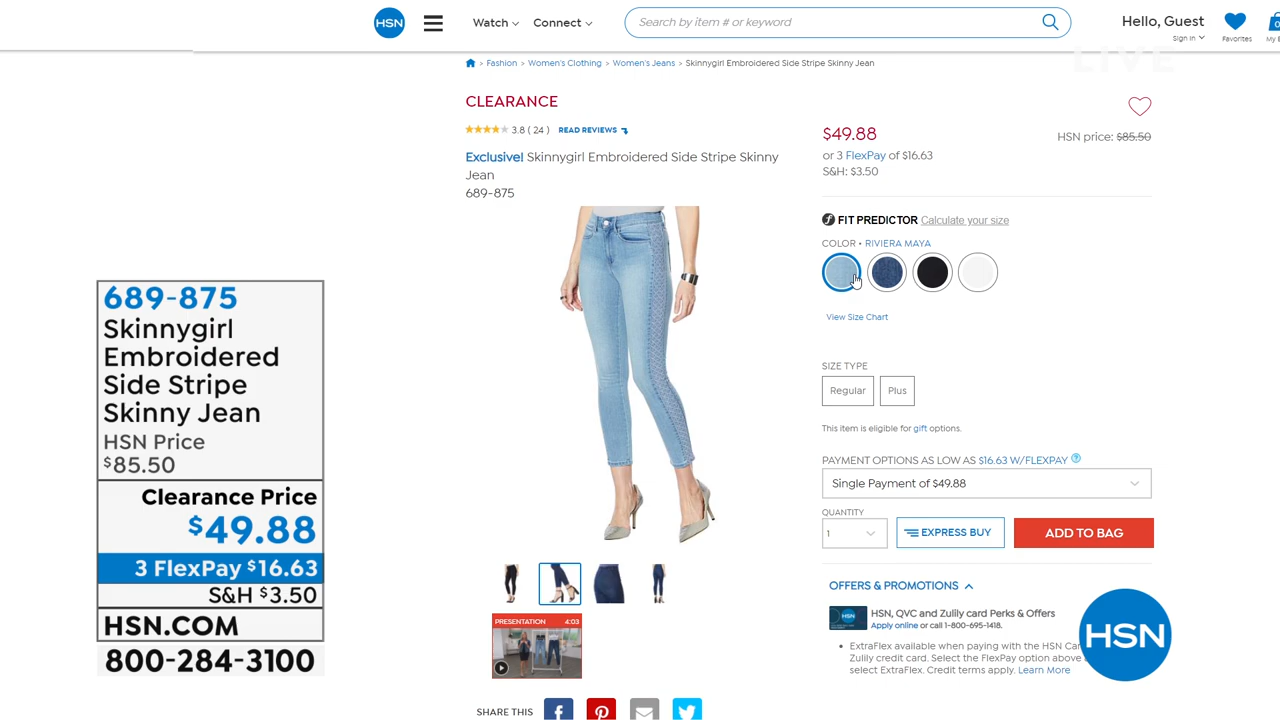 HSN
Watch
Connect
Search by item # or keyword
Hello, Guest
Sign In
Favorites
LIVE
Fashion > Women's Clothing > Women's Jeans > Skinnygirl Embroidered Side Stripe Skinny Jean
CLEARANCE
3.8 ( 24 ) READ REVIEWS
Exclusive! Skinnygirl Embroidered Side Stripe Skinny
Jean
689-875
$49.88
HSN price: $85.50
or 3 FlexPay of $16.63
S&H: $3.50
FIT PREDICTOR Calculate your size
COLOR • RIVIERA MAYA
View Size Chart
SIZE TYPE
Regular
Plus
This item is eligible for gift options.
PAYMENT OPTIONS AS LOW AS $16.63 W/FLEXPAY ?
Single Payment of $49.88
QUANTITY
1
EXPRESS BUY
ADD TO BAG
OFFERS & PROMOTIONS
HSN, QVC and Zulily card Perks & Offers
Apply online or call 1-800-695-1418.
• ExtraFlex available when paying with the HSN
Zulily credit card. Select the FlexPay option above
select ExtraFlex. Credit terms apply. Learn More
HSN
PRESENTATION 4:03
SHARE THIS
689-875
Skinnygirl
Embroidered
Side Stripe
Skinny Jean
HSN Price
$85.50
Clearance Price
$49.88
3 FlexPay $16.63
S&H $3.50
HSN.COM
800-284-3100